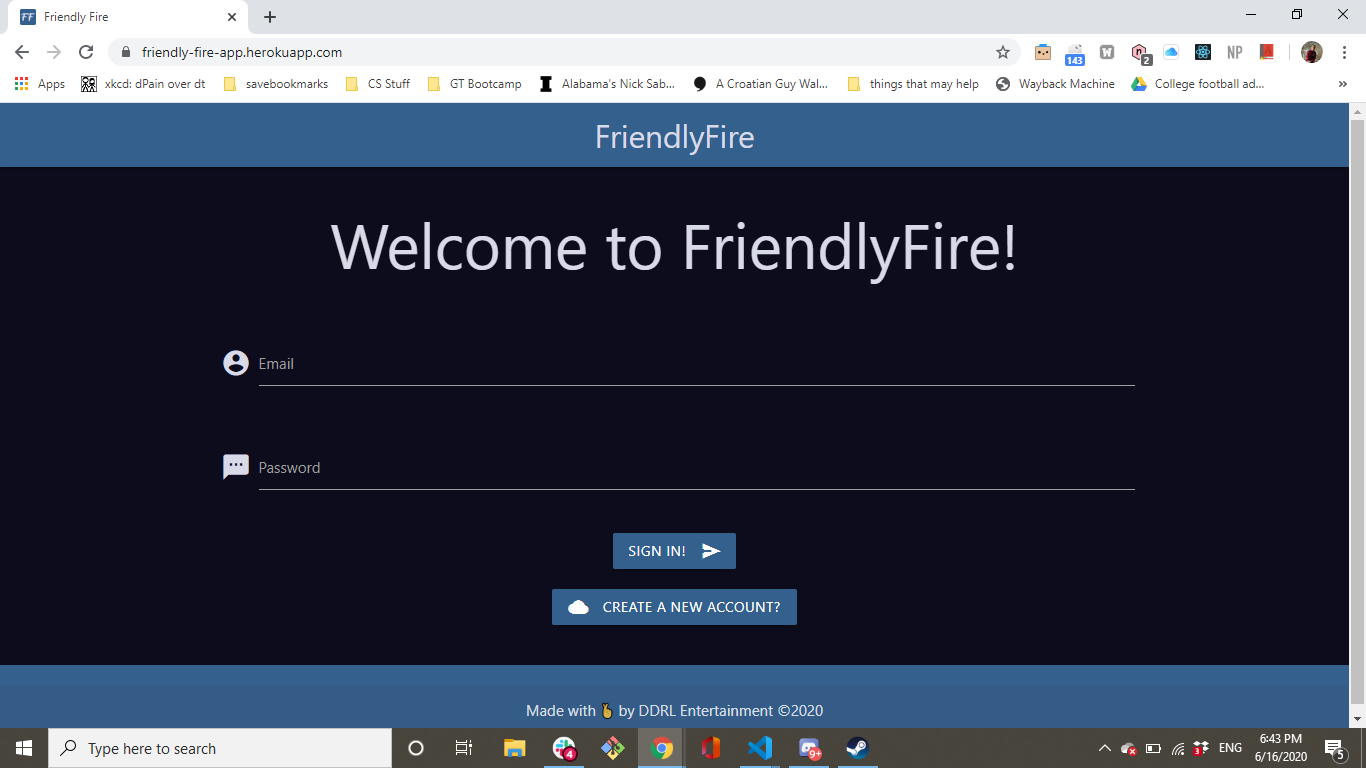 FF Friendly Fire
friendly-fire-app.herokuapp.com
143 W n 2 NP
Apps xkcd: dPain over dt savebookmarks CS Stuff GT Bootcamp Alabama's Nick Sab... A Croatian Guy Wal... things that may help Wayback Machine College football ad... »
FriendlyFire
Welcome to FriendlyFire!
Email
Password
SIGN IN!
CREATE A NEW ACCOUNT?
Made with 🤞 by DDRL Entertainment ©2020
Type here to search
4
9+
3
ENG
6:43 PM
6/16/2020
5